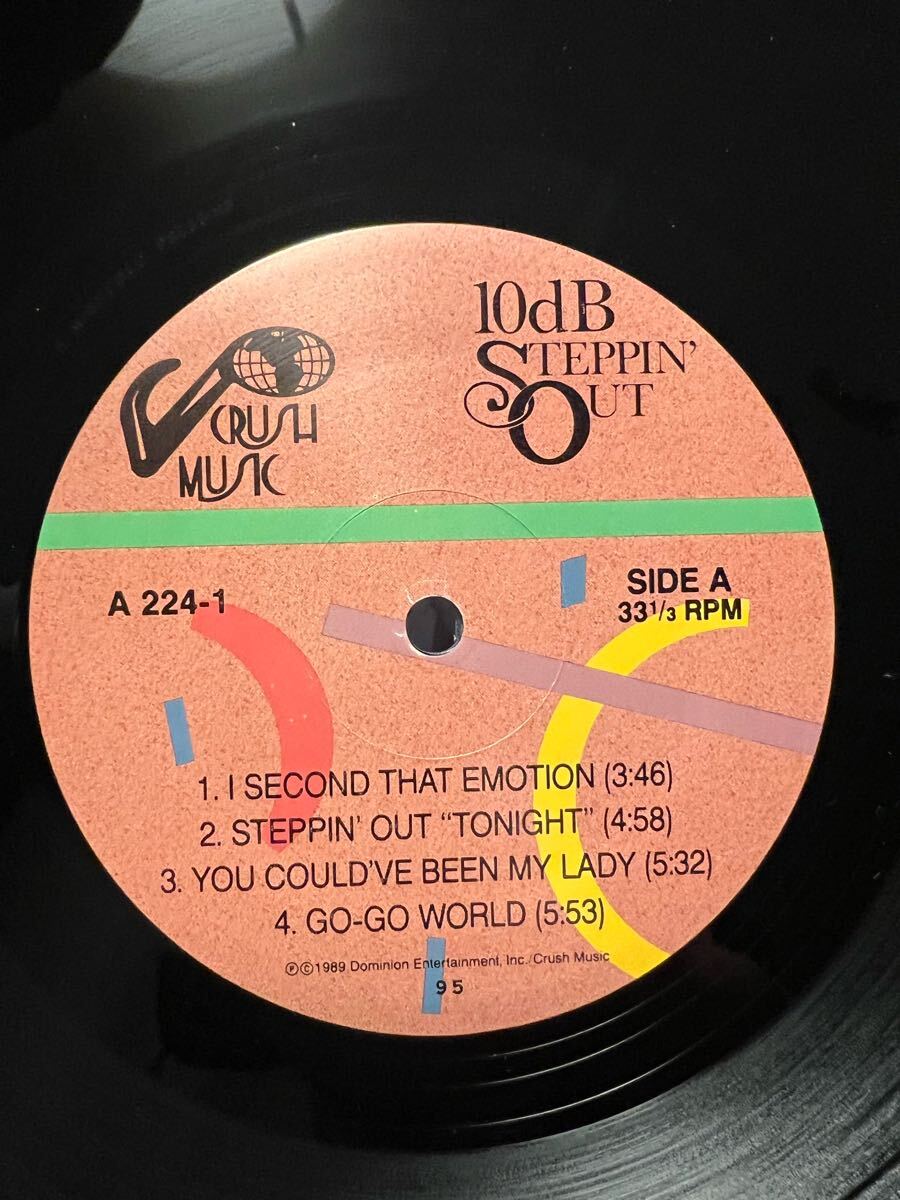 CRUSH
MUSIC
10dB
STEPPIN'
OUT
A 224-1
SIDE A
33 1/3 RPM
1. I SECOND THAT EMOTION (3:46)
2. STEPPIN' OUT "TONIGHT" (4:58)
3. YOU COULD'VE BEEN MY LADY (5:32)
4. GO-GO WORLD (5:53)
ⓅⒸ1989 Dominion Entertainment, Inc./Crush Music
95